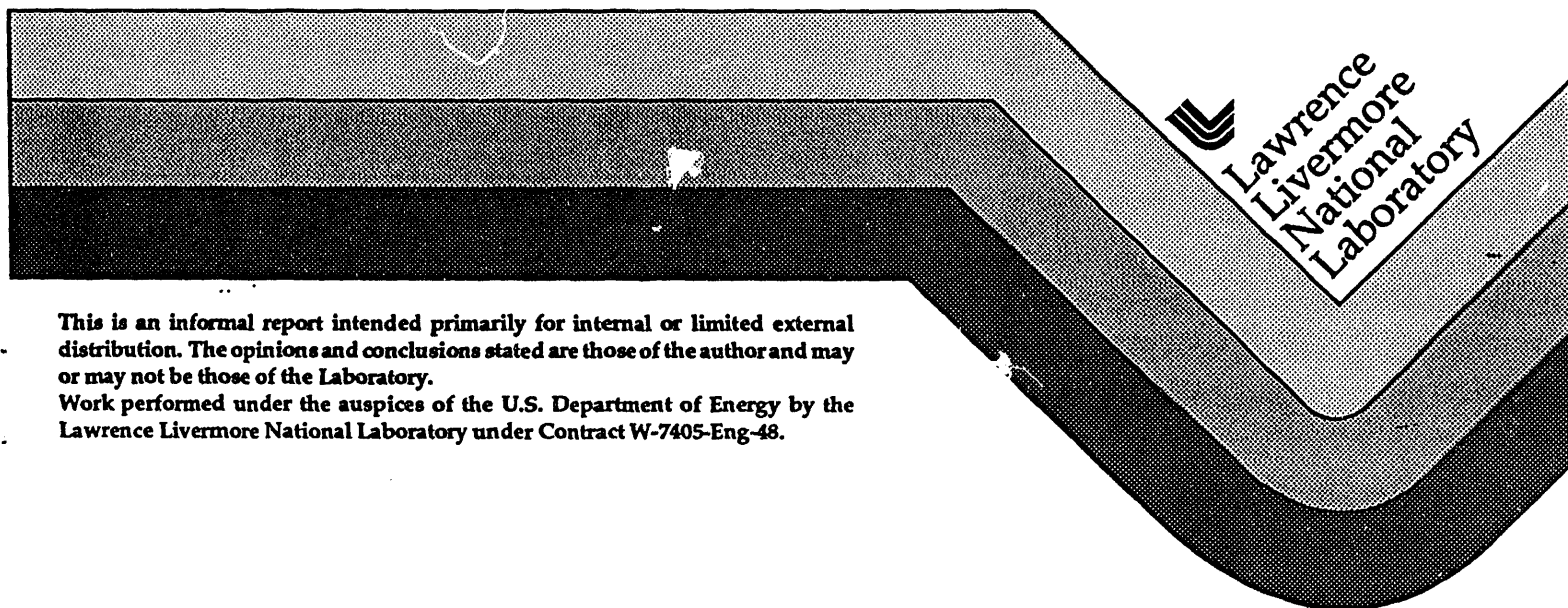 Lawrence
Livermore
National
Laboratory
This is an informal report intended primarily for internal or limited external
distribution. The opinions and conclusions stated are those of the author and may
or may not be those of the Laboratory.
Work performed under the auspices of the U.S. Department of Energy by the
Lawrence Livermore National Laboratory under Contract W-7405-Eng-48.